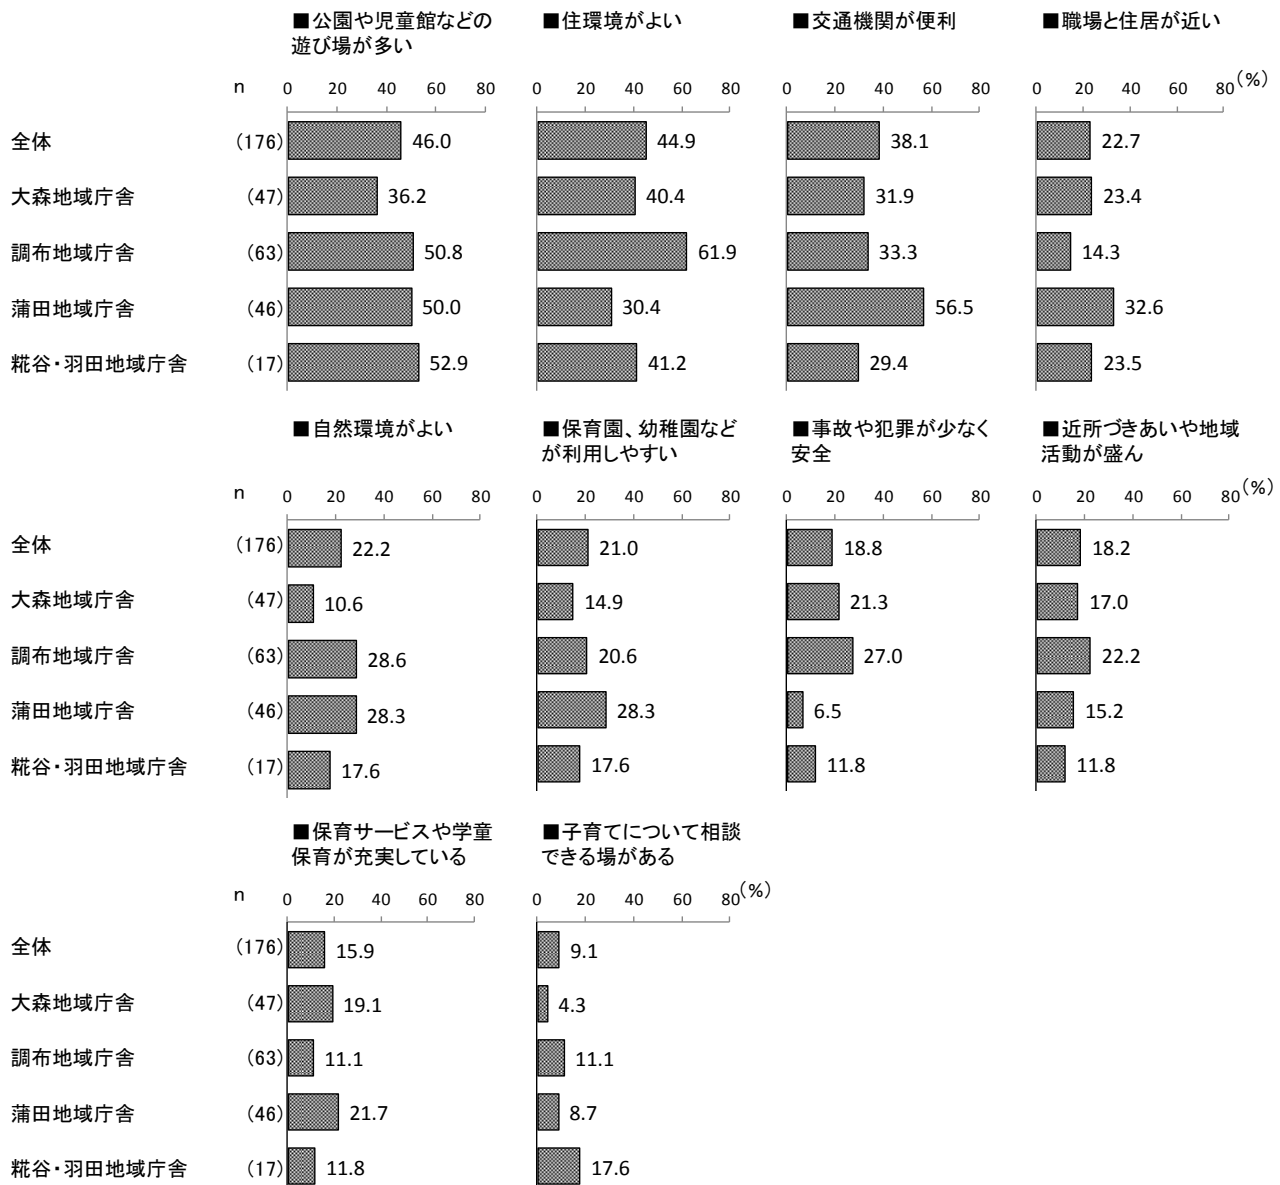 ■公園や児童館などの ■住環境がよい ■交通機関が便利 ■職場と住居が近い
遊び場が多い
n 0 20 40 60 80 0 20 40 60 80 0 20 40 60 80 0 20 40 60 80 (%)
全体 (176) 46.0 44.9 38.1 22.7
大森地域庁舎 (47) 36.2 40.4 31.9 23.4
調布地域庁舎 (63) 50.8 61.9 33.3 14.3
蒲田地域庁舎 (46) 50.0 30.4 56.5 32.6
糀谷・羽田地域庁舎 (17) 52.9 41.2 29.4 23.5
■自然環境がよい ■保育園、幼稚園など ■事故や犯罪が少なく ■近所づきあいや地域
が利用しやすい 安全 活動が盛ん
n 0 20 40 60 80 0 20 40 60 80 0 20 40 60 80 0 20 40 60 80 (%)
全体 (176) 22.2 21.0 18.8 18.2
大森地域庁舎 (47) 10.6 14.9 21.3 17.0
調布地域庁舎 (63) 28.6 20.6 27.0 22.2
蒲田地域庁舎 (46) 28.3 28.3 6.5 15.2
糀谷・羽田地域庁舎 (17) 17.6 17.6 11.8 11.8
■保育サービスや学童 ■子育てについて相談
保育が充実している できる場がある
n 0 20 40 60 80 0 20 40 60 80 (%)
全体 (176) 15.9 9.1
大森地域庁舎 (47) 19.1 4.3
調布地域庁舎 (63) 11.1 11.1
蒲田地域庁舎 (46) 21.7 8.7
糀谷・羽田地域庁舎 (17) 11.8 17.6